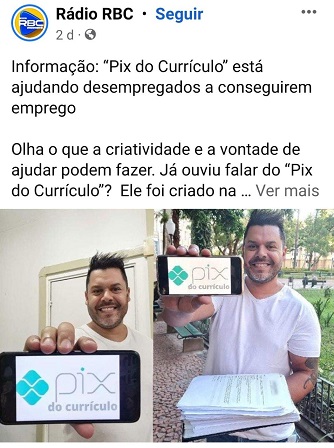 RBC
Rádio RBC · Seguir
2 d ·
Informação: “Pix do Currículo” está
ajudando desempregados a conseguirem
emprego
Olha o que a criatividade e a vontade de
ajudar podem fazer. Já ouviu falar do “Pix
do Currículo”?  Ele foi criado na ... Ver mais
pix
do currículo
pix
do currículo